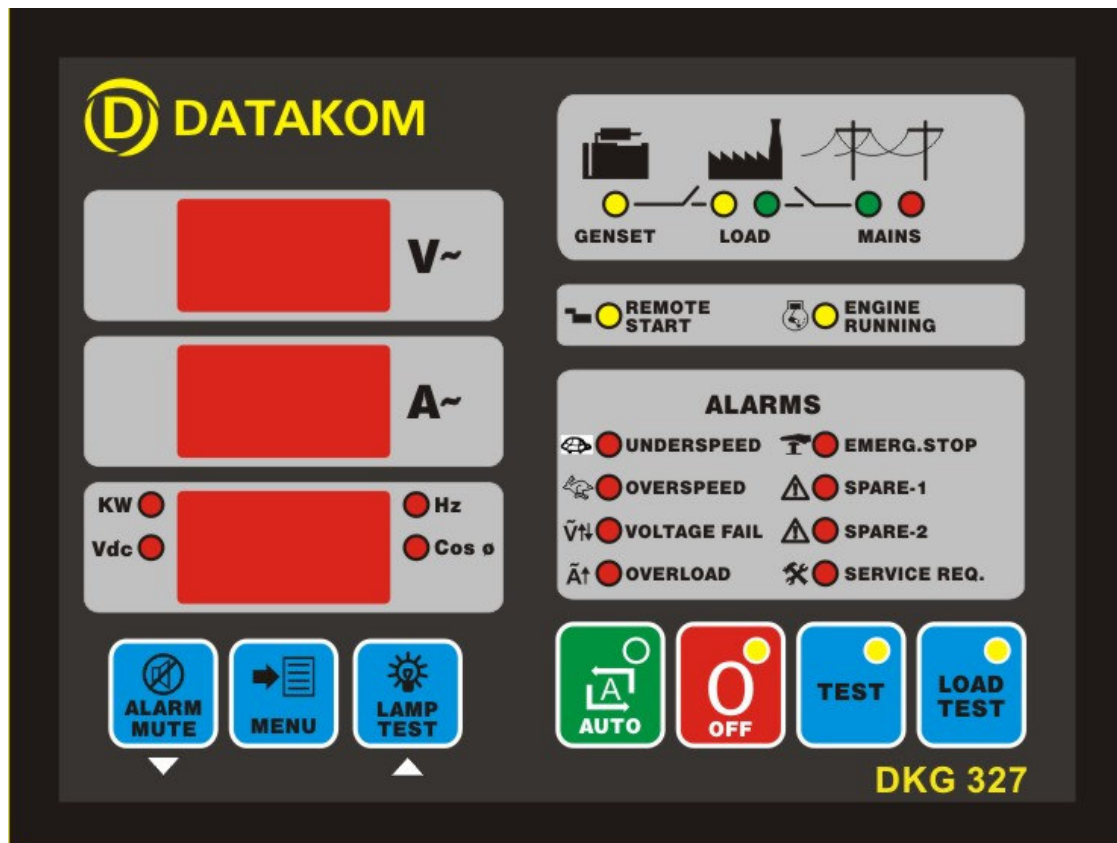 D DATAKOM
V~
A~
KW
Hz
Vdc
Cos ø
ALARM
MUTE
MENU
LAMP
TEST
GENSET
LOAD
MAINS
REMOTE
START
ENGINE
RUNNING
ALARMS
UNDERSPEED
EMERG.STOP
OVERSPEED
SPARE-1
Ṽ↑↓ VOLTAGE FAIL
SPARE-2
Ã↑ OVERLOAD
SERVICE REQ.
A
AUTO
0
OFF
TEST
LOAD
TEST
DKG 327